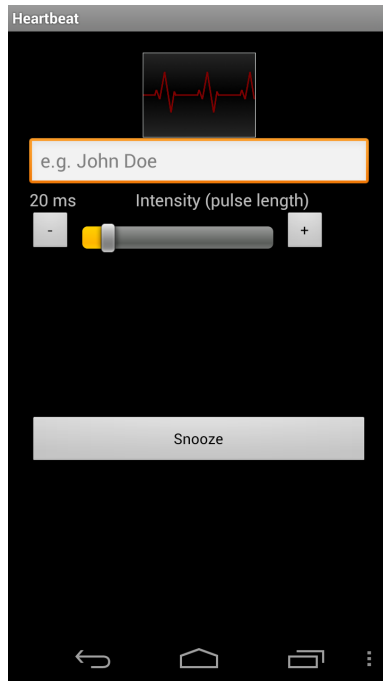 Heartbeat
e.g. John Doe
20 ms Intensity (pulse length)
- +
Snooze